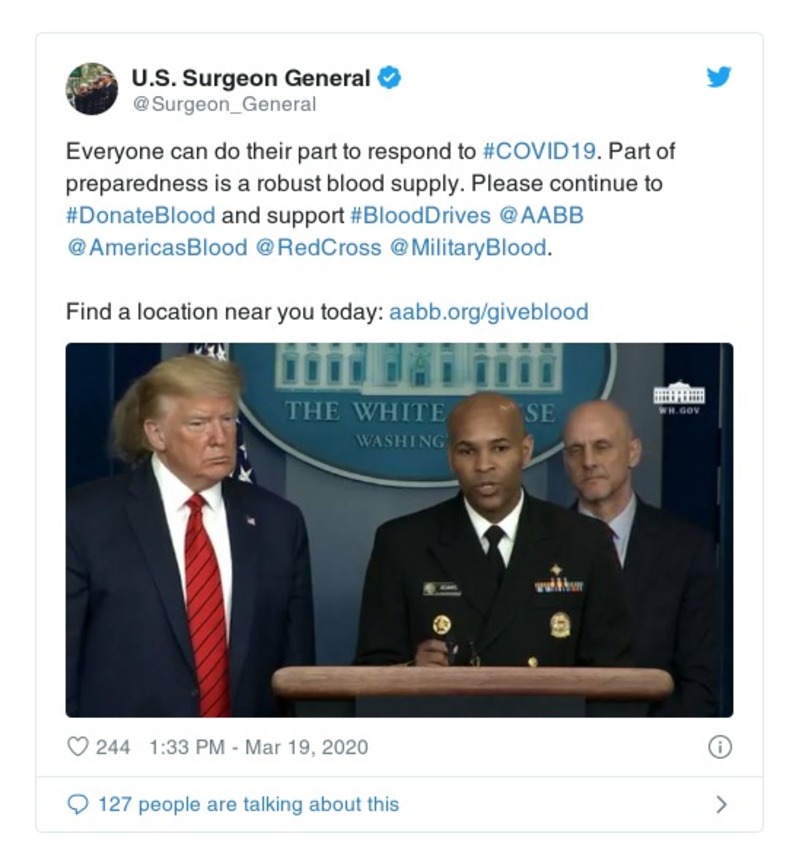 U.S. Surgeon General
@Surgeon_General
Everyone can do their part to respond to #COVID19. Part of
preparedness is a robust blood supply. Please continue to
#DonateBlood and support #BloodDrives @AABB
@AmericasBlood @RedCross @MilitaryBlood.
Find a location near you today: aabb.org/giveblood
THE WHITE SE
WASHING
WH.GOV
ADAMS
244 1:33 PM - Mar 19, 2020
127 people are talking about this